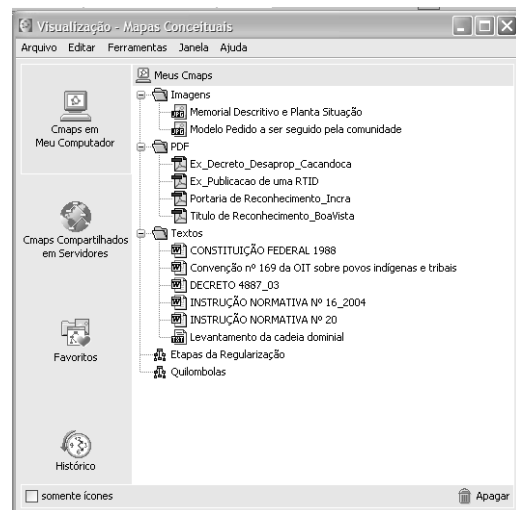 Visualização - Mapas Conceituais
Arquivo Editar Ferramentas Janela Ajuda
Cmaps em
Meu Computador
Cmaps Compartilhados
em Servidores
Favoritos
Histórico
Meus Cmaps
Imagens
Memorial Descritivo e Planta Situação
Modelo Pedido a ser seguido pela comunidade
PDF
Ex_Decreto_Desaprop_Cacandoca
Ex_Publicacao de uma RTID
Portaria de Reconhecimento_Incra
Titulo de Reconhecimento_BoaVista
Textos
CONSTITUIÇÃO FEDERAL 1988
Convenção nº 169 da OIT sobre povos indígenas e tribais
DECRETO 4887_03
INSTRUÇÃO NORMATIVA Nº 16_2004
INSTRUÇÃO NORMATIVA Nº 20
Levantamento da cadeia dominial
Etapas da Regularização
Quilombolas
somente ícones
Apagar